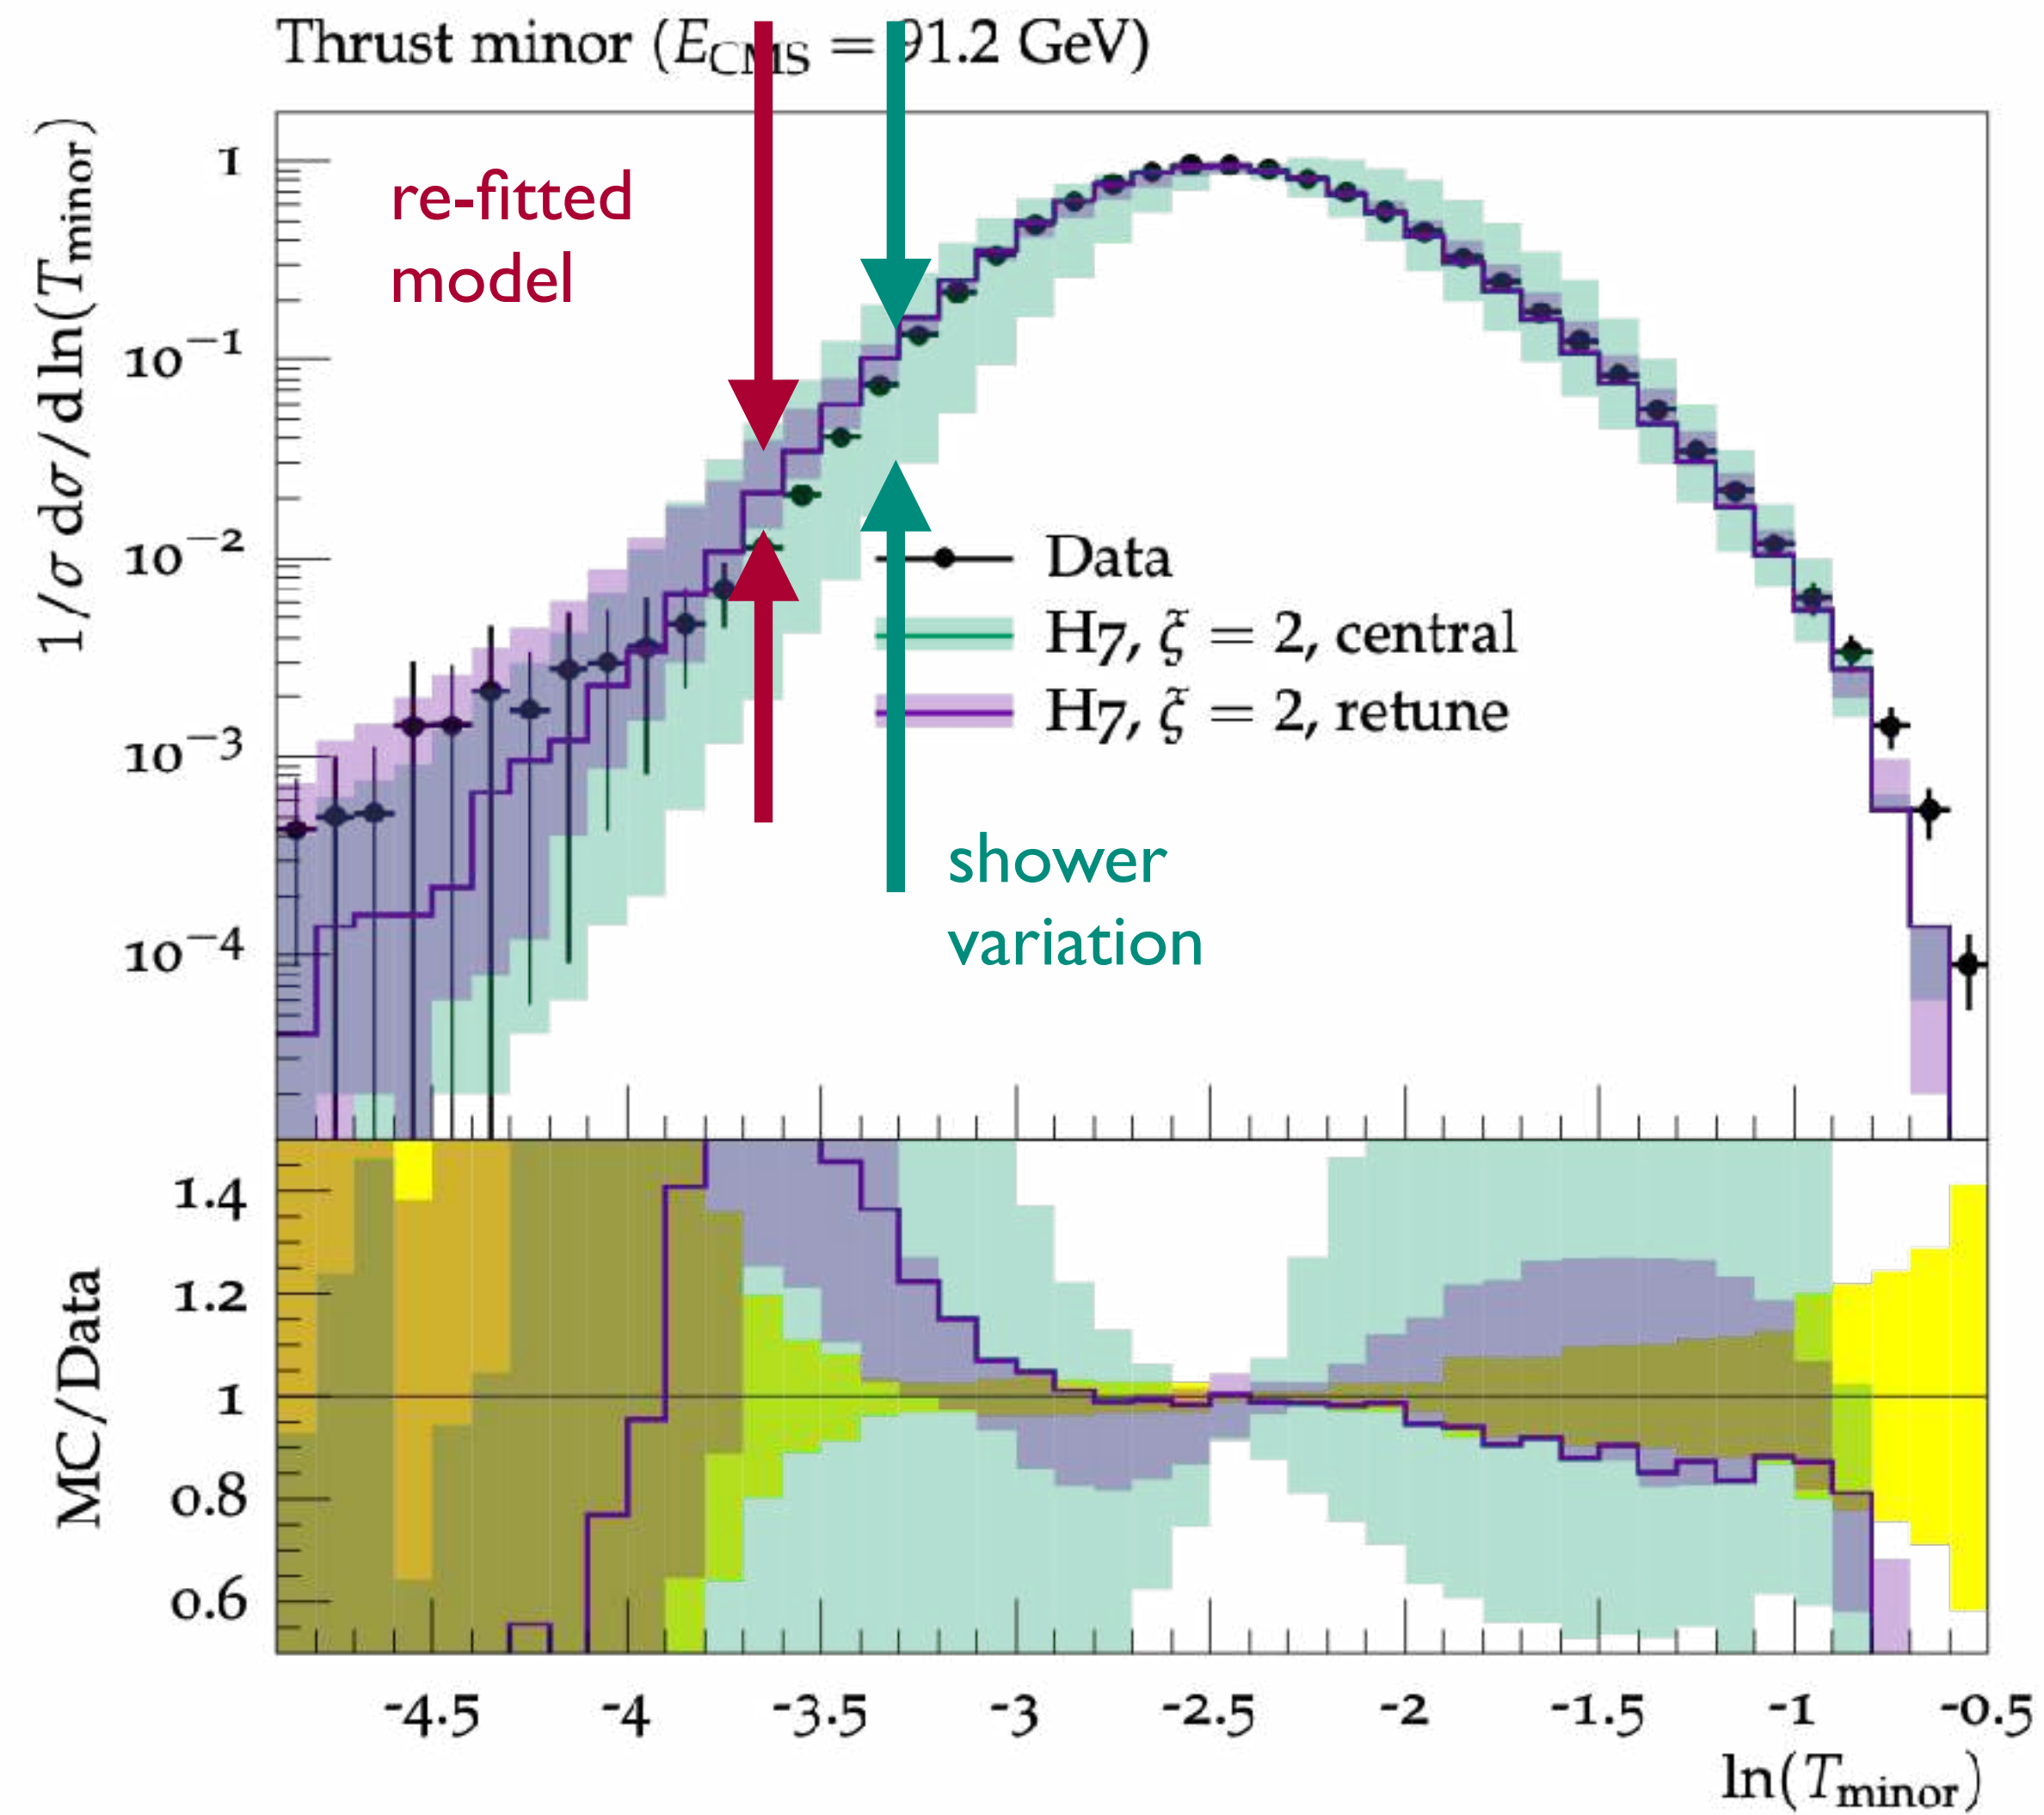 Thrust minor (E_CMS = 91.2 GeV)
1/σ dσ/d ln(T_minor)
1
10^−1
10^−2
10^−3
10^−4
re-fitted
model
Data
H7, ξ = 2, central
H7, ξ = 2, retune
shower
variation
MC/Data
1.4
1.2
1
0.8
0.6
-4.5 -4 -3.5 -3 -2.5 -2 -1.5 -1 -0.5
ln(T_minor)